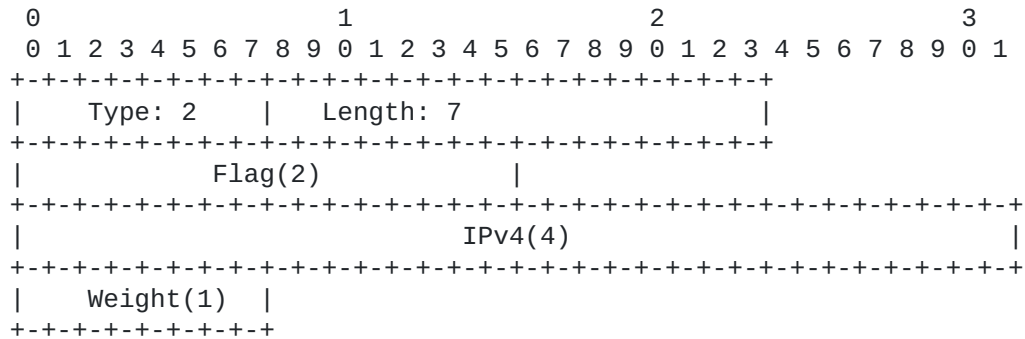 0                   1                   2                   3
 0 1 2 3 4 5 6 7 8 9 0 1 2 3 4 5 6 7 8 9 0 1 2 3 4 5 6 7 8 9 0 1
+-+-+-+-+-+-+-+-+-+-+-+-+-+-+-+-+-+-+-+-+-+-+-+-+
|    Type: 2    |   Length: 7                   |
+-+-+-+-+-+-+-+-+-+-+-+-+-+-+-+-+-+-+-+-+-+-+-+-+
|            Flag(2)            |
+-+-+-+-+-+-+-+-+-+-+-+-+-+-+-+-+-+-+-+-+-+-+-+-+-+-+-+-+-+-+-+-+
|                            IPv4(4)                            |
+-+-+-+-+-+-+-+-+-+-+-+-+-+-+-+-+-+-+-+-+-+-+-+-+-+-+-+-+-+-+-+-+
|    Weight(1)  |
+-+-+-+-+-+-+-+-+